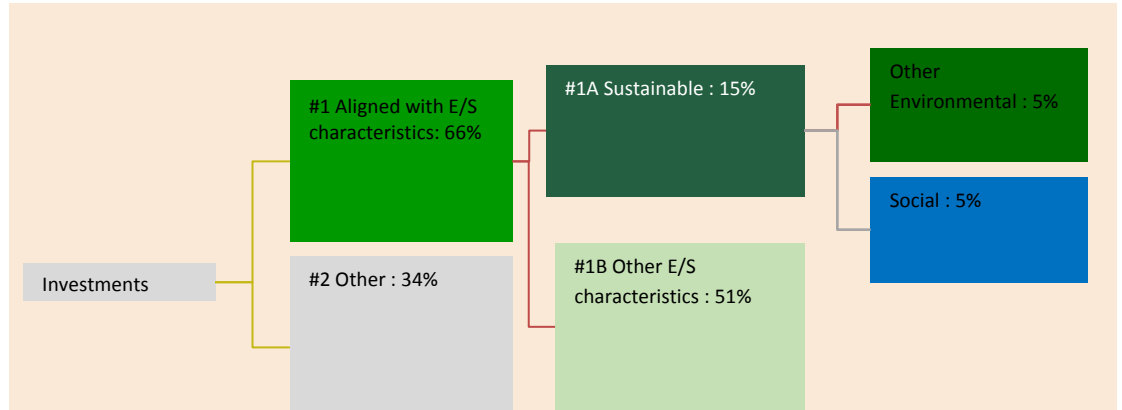 Investments
#1 Aligned with E/S
characteristics: 66%
#2 Other : 34%
#1A Sustainable : 15%
#1B Other E/S
characteristics : 51%
Other
Environmental : 5%
Social : 5%